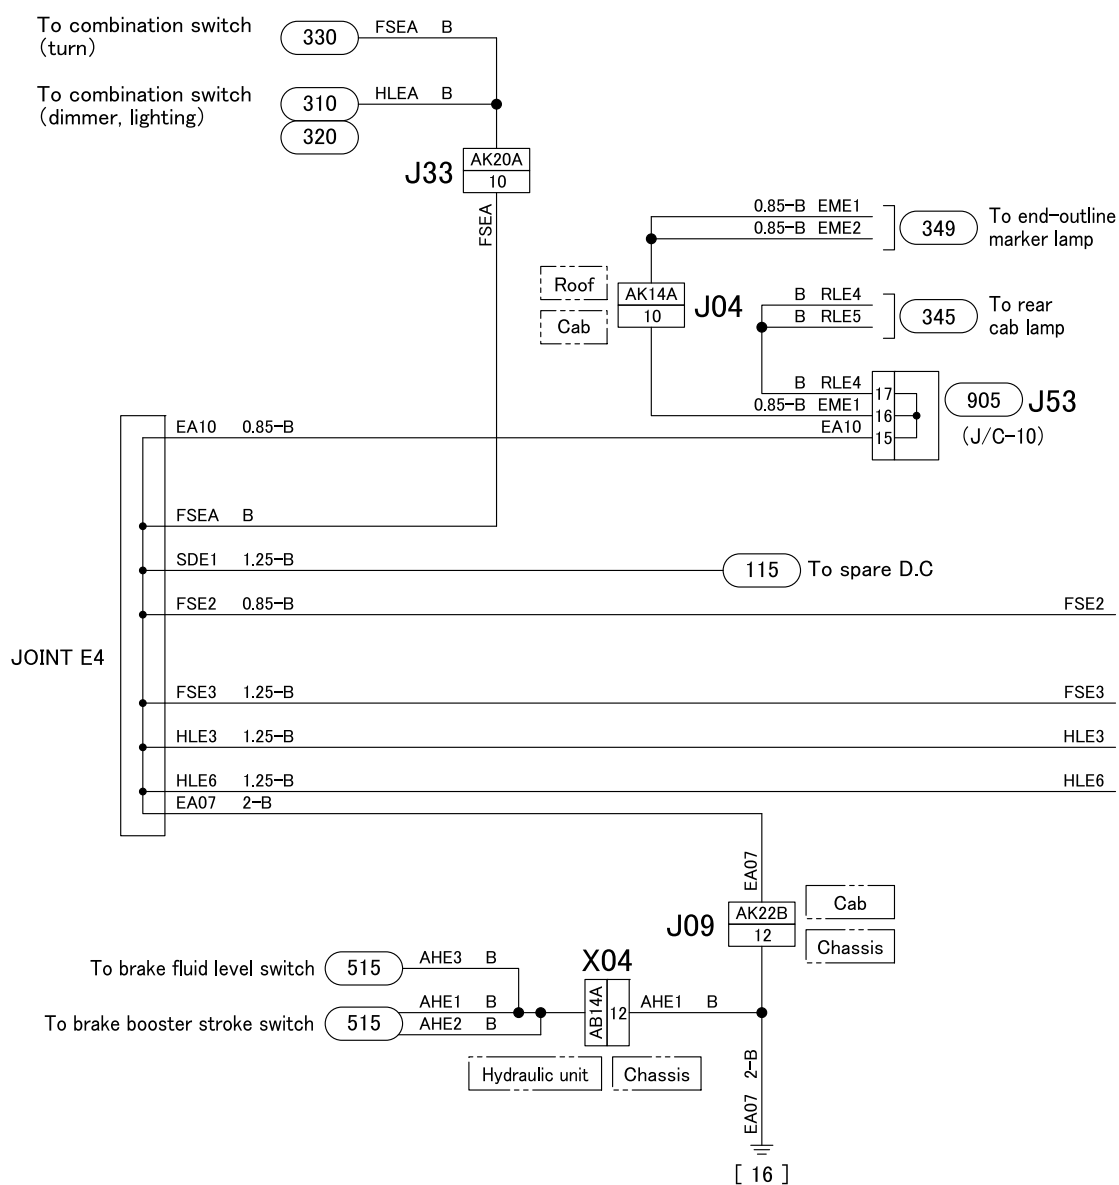 To combination switch
(turn)
330
FSEA B
To combination switch
(dimmer, lighting)
310
320
HLEA B
J33
AK20A
10
FSEA
0.85-B EME1
0.85-B EME2
349
To end-outline
marker lamp
Roof
Cab
AK14A
10
J04
B RLE4
B RLE5
345
To rear
cab lamp
B RLE4
0.85-B EME1
EA10
17
16
15
905
J53
(J/C-10)
EA10 0.85-B
FSEA B
SDE1 1.25-B
115
To spare D.C
FSE2 0.85-B
FSE2
JOINT E4
FSE3 1.25-B
FSE3
HLE3 1.25-B
HLE3
HLE6 1.25-B
HLE6
EA07 2-B
EA07
J09
AK22B
12
Cab
Chassis
To brake fluid level switch
515
AHE3 B
To brake booster stroke switch
515
AHE1 B
AHE2 B
X04
AB14A
12
AHE1 B
Hydraulic unit
Chassis
EA07 2-B
[ 16 ]